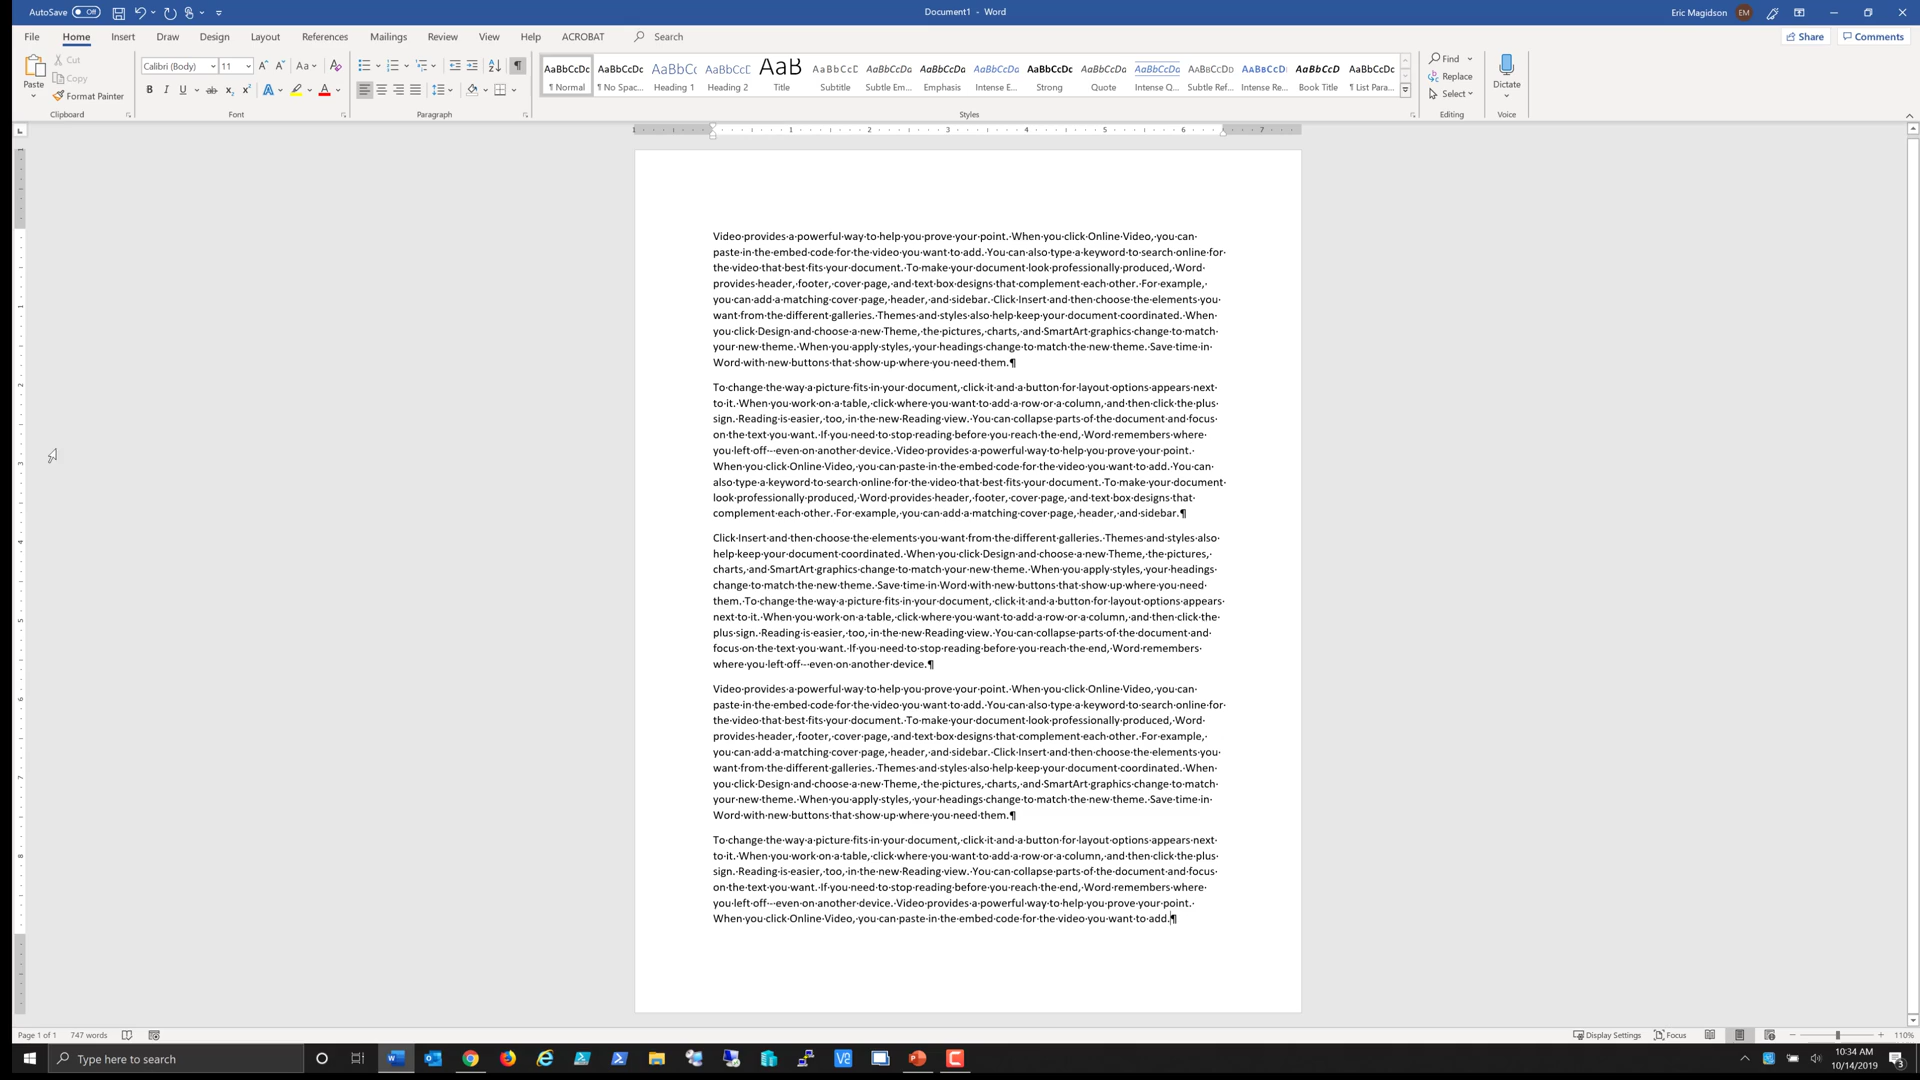 AutoSave Off Document1 - Word Eric Magidson EM
File Home Insert Draw Design Layout References Mailings Review View Help ACROBAT Search Share Comments
Paste Cut Copy Format Painter
Calibri (Body) 11
AaBbCcDc AaBbCcDc AaBbCc AaBbCcD AaB AaBbCcD AaBbCcDa AaBbCcDa AaBbCcDa AaBbCcDc AaBbCcDa AaBbCcDa AABBCCDD AaBbCcDc AaBbCcD AaBbCcDc
¶ Normal ¶ No Spac... Heading 1 Heading 2 Title Subtitle Subtle Em... Emphasis Intense E... Strong Quote Intense Q... Subtle Ref... Intense Re... Book Title ¶ List Para...
Find Replace Select Dictate
Clipboard Font Paragraph Styles Editing Voice
1 1 2 3 4 5 6 7
Video·provides·a·powerful·way·to·help·you·prove·your·point.·When·you·click·Online·Video,·you·can·
paste·in·the·embed·code·for·the·video·you·want·to·add.·You·can·also·type·a·keyword·to·search·online·for·
the·video·that·best·fits·your·document.·To·make·your·document·look·professionally·produced,·Word·
provides·header,·footer,·cover·page,·and·text·box·designs·that·complement·each·other.·For·example,·
you·can·add·a·matching·cover·page,·header,·and·sidebar.·Click·Insert·and·then·choose·the·elements·you·
want·from·the·different·galleries.·Themes·and·styles·also·help·keep·your·document·coordinated.·When·
you·click·Design·and·choose·a·new·Theme,·the·pictures,·charts,·and·SmartArt·graphics·change·to·match·
your·new·theme.·When·you·apply·styles,·your·headings·change·to·match·the·new·theme.·Save·time·in·
Word·with·new·buttons·that·show·up·where·you·need·them.¶
To·change·the·way·a·picture·fits·in·your·document,·click·it·and·a·button·for·layout·options·appears·next·
to·it.·When·you·work·on·a·table,·click·where·you·want·to·add·a·row·or·a·column,·and·then·click·the·plus·
sign.·Reading·is·easier,·too,·in·the·new·Reading·view.·You·can·collapse·parts·of·the·document·and·focus·
on·the·text·you·want.·If·you·need·to·stop·reading·before·you·reach·the·end,·Word·remembers·where·
you·left·off·-·even·on·another·device.·Video·provides·a·powerful·way·to·help·you·prove·your·point.·
When·you·click·Online·Video,·you·can·paste·in·the·embed·code·for·the·video·you·want·to·add.·You·can·
also·type·a·keyword·to·search·online·for·the·video·that·best·fits·your·document.·To·make·your·document·
look·professionally·produced,·Word·provides·header,·footer,·cover·page,·and·text·box·designs·that·
complement·each·other.·For·example,·you·can·add·a·matching·cover·page,·header,·and·sidebar.¶
Click·Insert·and·then·choose·the·elements·you·want·from·the·different·galleries.·Themes·and·styles·also·
help·keep·your·document·coordinated.·When·you·click·Design·and·choose·a·new·Theme,·the·pictures,·
charts,·and·SmartArt·graphics·change·to·match·your·new·theme.·When·you·apply·styles,·your·headings·
change·to·match·the·new·theme.·Save·time·in·Word·with·new·buttons·that·show·up·where·you·need·
them.·To·change·the·way·a·picture·fits·in·your·document,·click·it·and·a·button·for·layout·options·appears·
next·to·it.·When·you·work·on·a·table,·click·where·you·want·to·add·a·row·or·a·column,·and·then·click·the·
plus·sign.·Reading·is·easier,·too,·in·the·new·Reading·view.·You·can·collapse·parts·of·the·document·and·
focus·on·the·text·you·want.·If·you·need·to·stop·reading·before·you·reach·the·end,·Word·remembers·
where·you·left·off·-·even·on·another·device.¶
Video·provides·a·powerful·way·to·help·you·prove·your·point.·When·you·click·Online·Video,·you·can·
paste·in·the·embed·code·for·the·video·you·want·to·add.·You·can·also·type·a·keyword·to·search·online·for·
the·video·that·best·fits·your·document.·To·make·your·document·look·professionally·produced,·Word·
provides·header,·footer,·cover·page,·and·text·box·designs·that·complement·each·other.·For·example,·
you·can·add·a·matching·cover·page,·header,·and·sidebar.·Click·Insert·and·then·choose·the·elements·you·
want·from·the·different·galleries.·Themes·and·styles·also·help·keep·your·document·coordinated.·When·
you·click·Design·and·choose·a·new·Theme,·the·pictures,·charts,·and·SmartArt·graphics·change·to·match·
your·new·theme.·When·you·apply·styles,·your·headings·change·to·match·the·new·theme.·Save·time·in·
Word·with·new·buttons·that·show·up·where·you·need·them.¶
To·change·the·way·a·picture·fits·in·your·document,·click·it·and·a·button·for·layout·options·appears·next·
to·it.·When·you·work·on·a·table,·click·where·you·want·to·add·a·row·or·a·column,·and·then·click·the·plus·
sign.·Reading·is·easier,·too,·in·the·new·Reading·view.·You·can·collapse·parts·of·the·document·and·focus·
on·the·text·you·want.·If·you·need·to·stop·reading·before·you·reach·the·end,·Word·remembers·where·
you·left·off·-·even·on·another·device.·Video·provides·a·powerful·way·to·help·you·prove·your·point.·
When·you·click·Online·Video,·you·can·paste·in·the·embed·code·for·the·video·you·want·to·add.¶
Page 1 of 1 747 words Display Settings Focus 110%
Type here to search 10:34 AM
10/14/2019 3